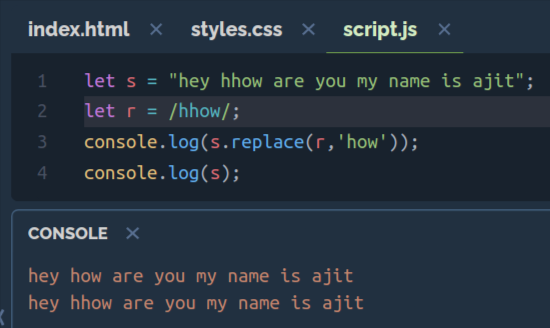 index.html × styles.css × script.js ×
1 let s = "hey hhow are you my name is ajit";
2 let r = /hhow/;
3 console.log(s.replace(r,'how'));
4 console.log(s);
CONSOLE ×
hey how are you my name is ajit
hey hhow are you my name is ajit